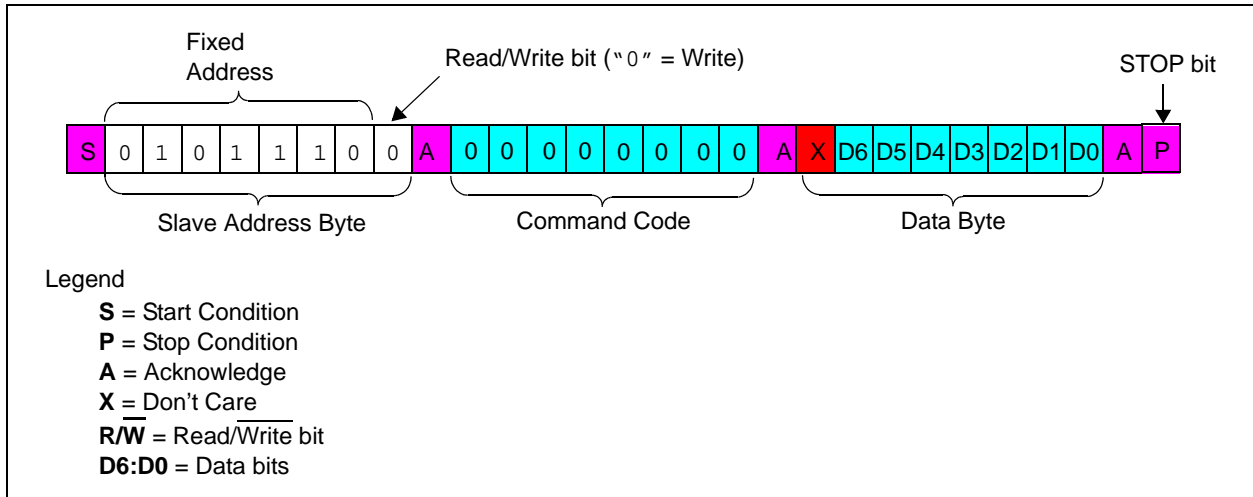 Fixed
Address
Read/Write bit ("0" = Write)
STOP bit
S 0 1 0 1 1 1 0 0 A 0 0 0 0 0 0 0 0 A X D6 D5 D4 D3 D2 D1 D0 A P
Slave Address Byte
Command Code
Data Byte
Legend
S = Start Condition
P = Stop Condition
A = Acknowledge
X = Don't Care
R/W̅ = Read/W̅r̅i̅t̅e̅ bit
D6:D0 = Data bits